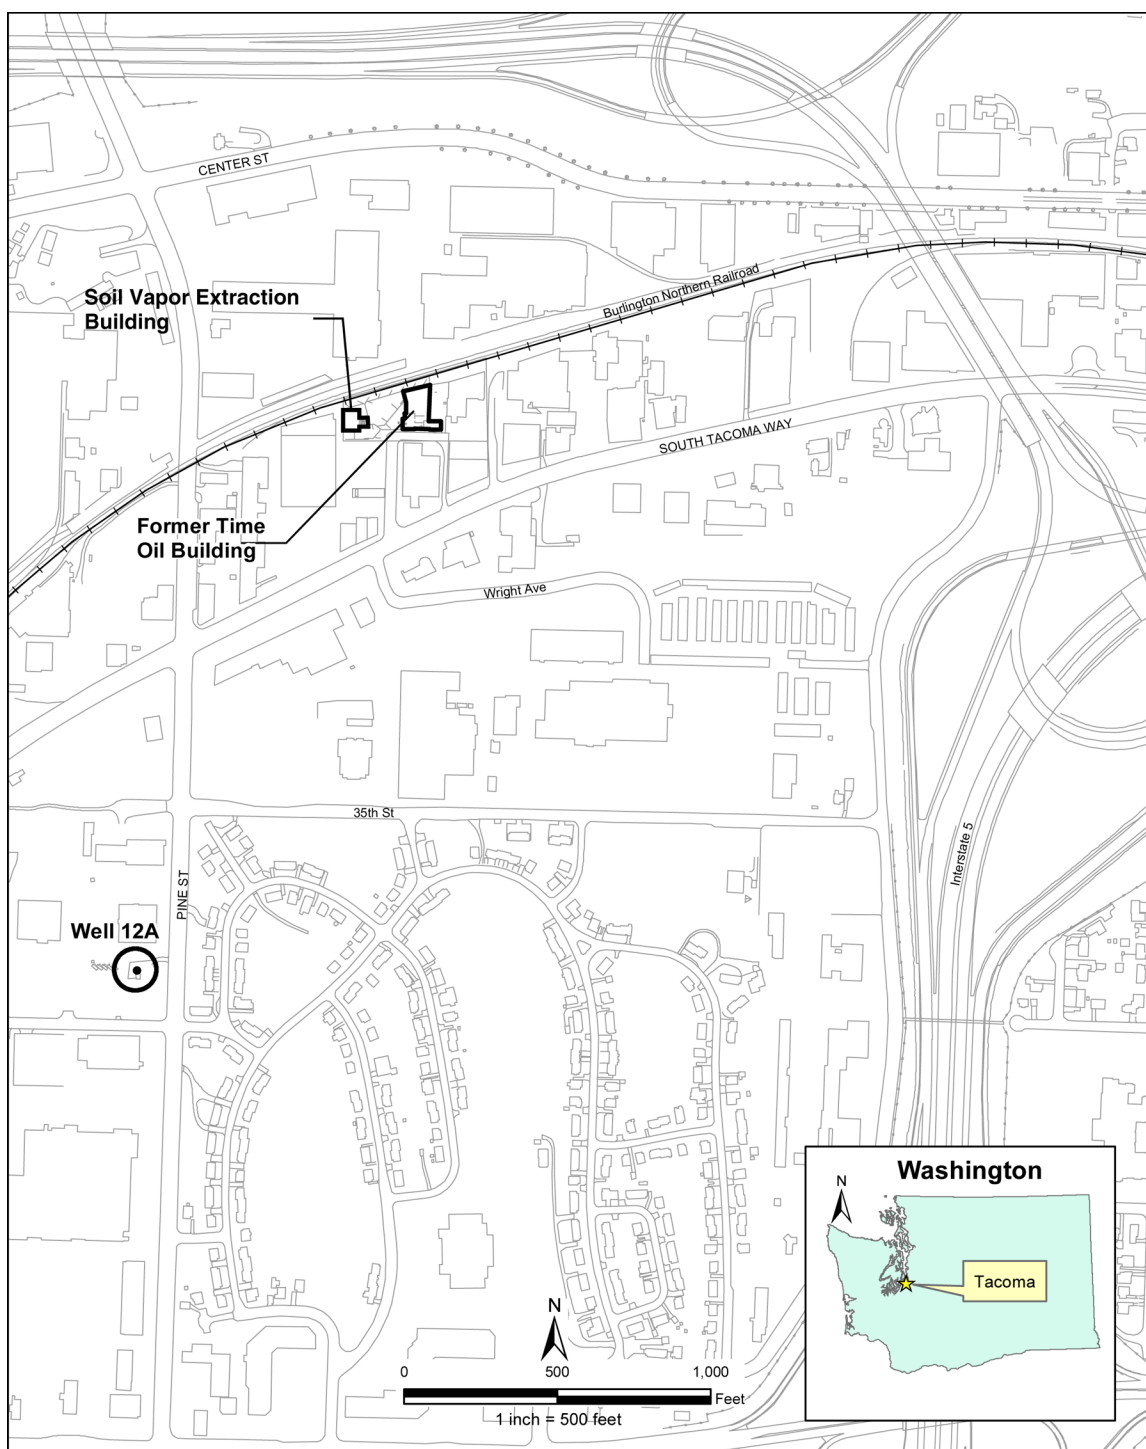 CENTER ST
Burlington Northern Railroad
Soil Vapor Extraction
Building
SOUTH TACOMA WAY
Former Time
Oil Building
Wright Ave
35th St
Interstate 5
PINE ST
Well 12A
Washington
N
Tacoma
N
0 500 1,000
Feet
1 inch = 500 feet